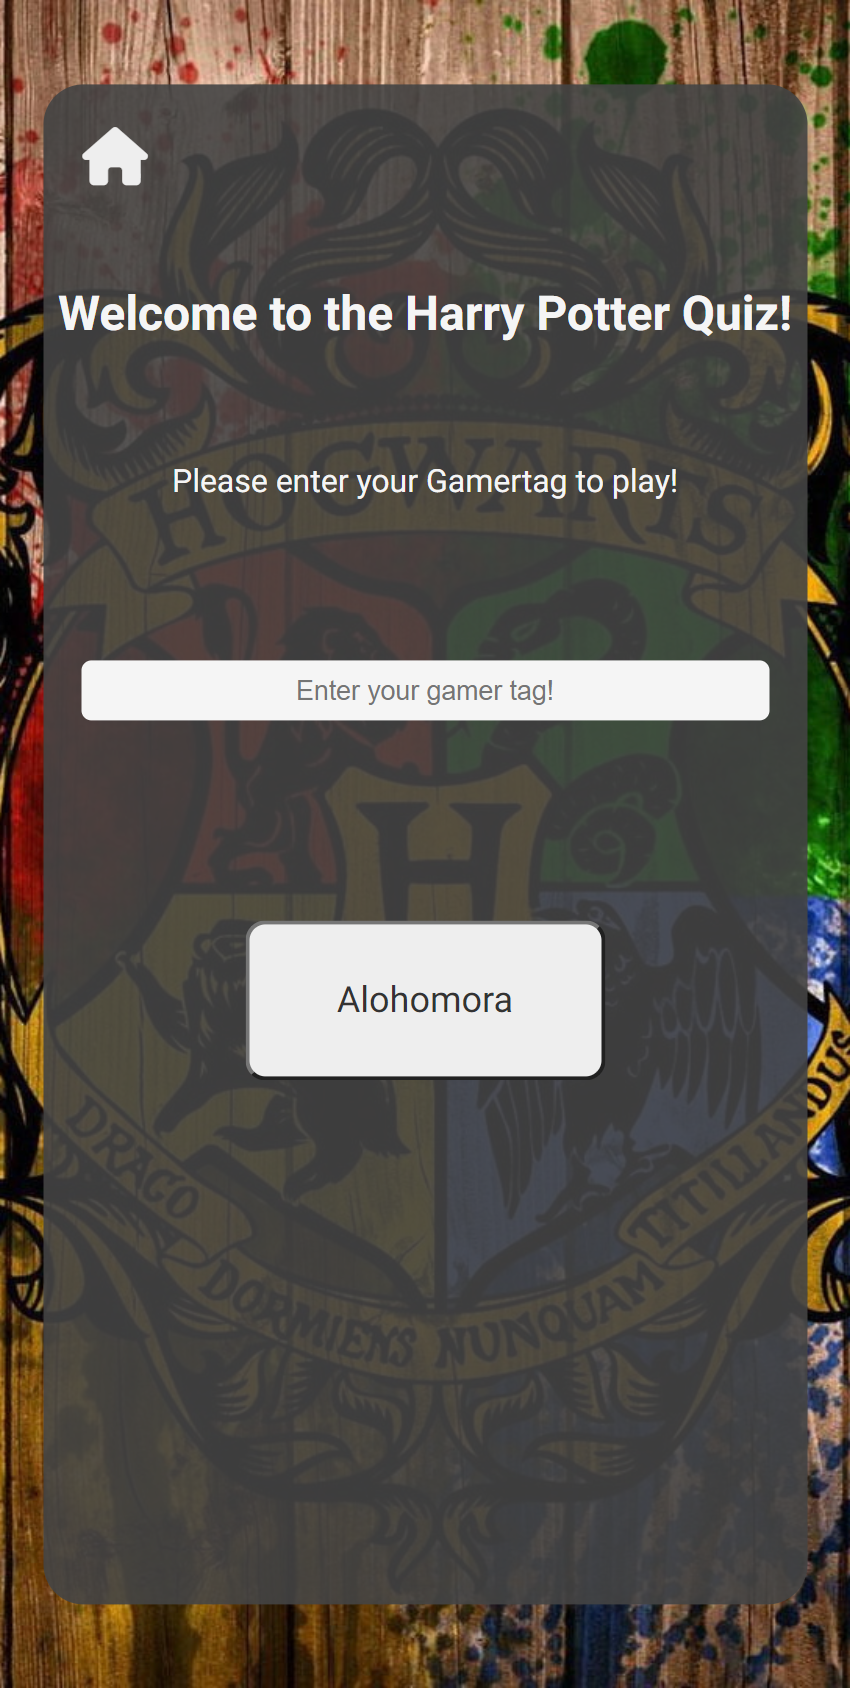 Welcome to the Harry Potter Quiz!
Please enter your Gamertag to play!
HOGWARTS
Enter your gamer tag!
H
Alohomora
DRACO
DORMIENS NUNQUAM
TITILLANDUS